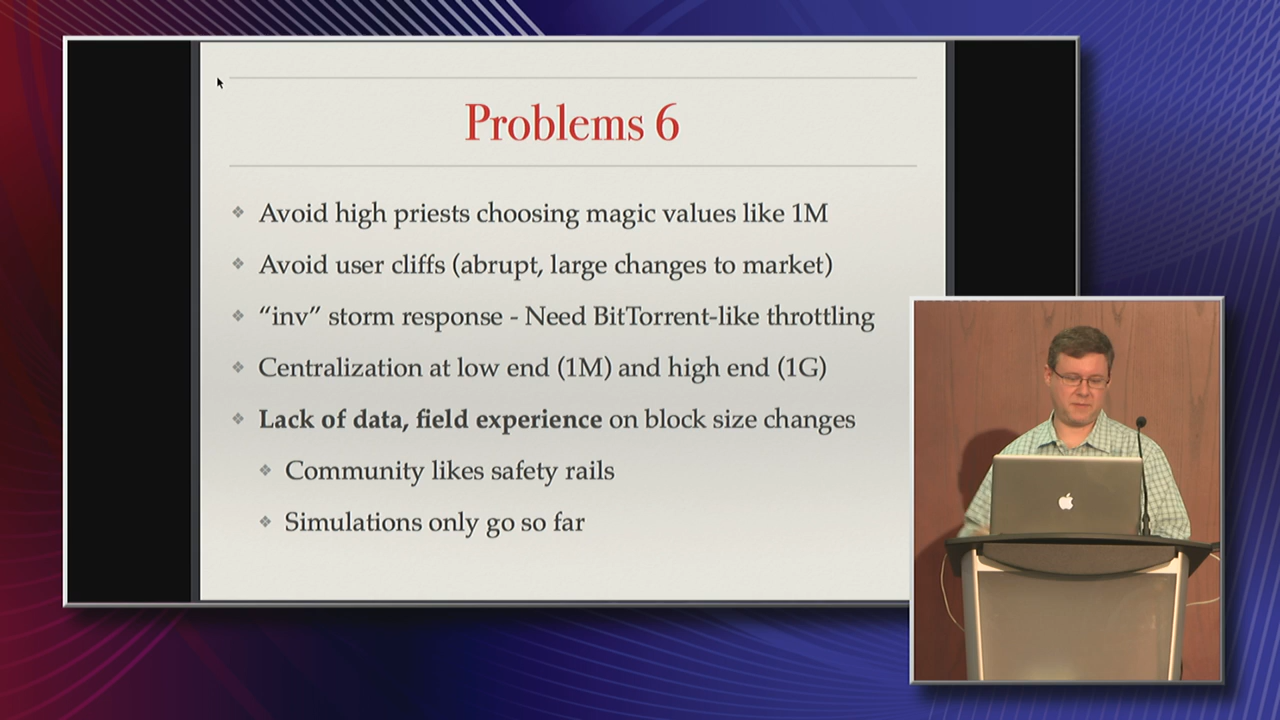 Problems 6
Avoid high priests choosing magic values like 1M
Avoid user cliffs (abrupt, large changes to market)
“inv” storm response - Need BitTorrent-like throttling
Centralization at low end (1M) and high end (1G)
Lack of data, field experience on block size changes
Community likes safety rails
Simulations only go so far